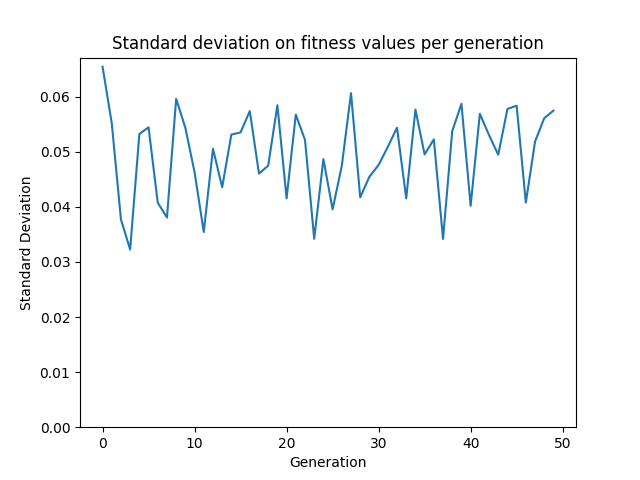 Standard deviation on fitness values per generation
0.06
0.05
0.04
0.03
0.02
0.01
0.00
Standard Deviation
0 10 20 30 40 50
Generation